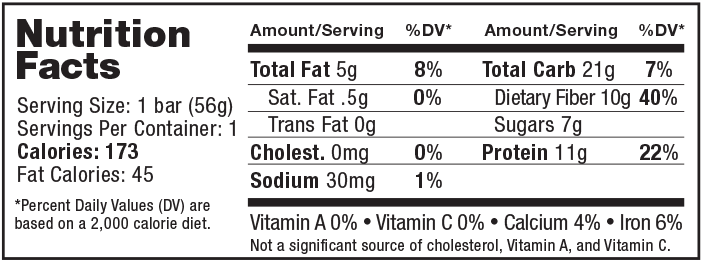 Nutrition
Facts
Serving Size: 1 bar (56g)
Servings Per Container: 1
Calories: 173
Fat Calories: 45
*Percent Daily Values (DV) are
based on a 2,000 calorie diet.
Amount/Serving %DV* Amount/Serving %DV*
Total Fat 5g 8% Total Carb 21g 7%
Sat. Fat .5g 0% Dietary Fiber 10g 40%
Trans Fat 0g Sugars 7g
Cholest. 0mg 0% Protein 11g 22%
Sodium 30mg 1%
Vitamin A 0% • Vitamin C 0% • Calcium 4% • Iron 6%
Not a significant source of cholesterol, Vitamin A, and Vitamin C.